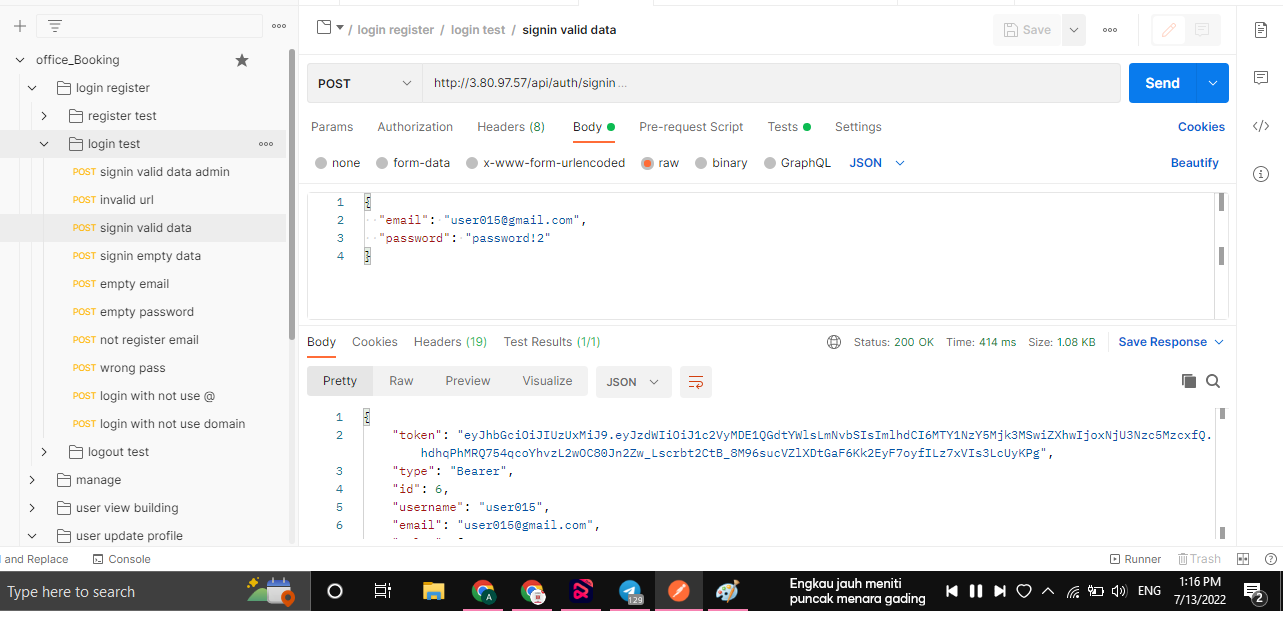 / login register / login test / signin valid data
Save
office_Booking
login register
register test
login test
POST signin valid data admin
POST invalid url
POST signin valid data
POST signin empty data
POST empty email
POST empty password
POST not register email
POST wrong pass
POST login with not use @
POST login with not use domain
logout test
manage
user view building
user update profile
POST http://3.80.97.57/api/auth/signin ...
Send
Params Authorization Headers (8) Body Pre-request Script Tests Settings Cookies
none form-data x-www-form-urlencoded raw binary GraphQL JSON Beautify
1 {
2 "email": "user015@gmail.com",
3 "password": "password!2"
4 }
Body Cookies Headers (19) Test Results (1/1) Status: 200 OK Time: 414 ms Size: 1.08 KB Save Response
Pretty Raw Preview Visualize JSON
1 {
2 "token": "eyJhbGciOiJIUzUxMiJ9.eyJzdWIiOiJ1c2VyMDE1QGdtYWlsLmNvbSIsImlhdCI6MTY1NzY5Mjk3MSwiZXhwIjoxNjU3Nzc5MzcxfQ.
hdhqPhMRQ754qcoYhvzL2wOC80Jn2Zw_Lscrbt2CtB_8M96sucVZlXDtGaF6Kk2EyF7oyfILz7xVIs3LcUyKPg",
3 "type": "Bearer",
4 "id": 6,
5 "username": "user015",
6 "email": "user015@gmail.com",
and Replace Console Runner Trash
Type here to search
129
Engkau jauh meniti
puncak menara gading
ENG
1:16 PM
7/13/2022
2